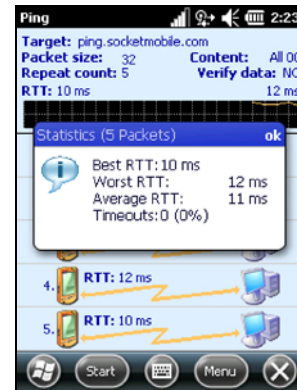 Ping 2:23
Target: ping.socketmobile.com
Packet size: 32 Content: All 00
Repeat count: 5 Verify data: NO
RTT: 10 ms 12 ms
Statistics (5 Packets) ok
Best RTT: 10 ms
Worst RTT: 12 ms
Average RTT: 11 ms
Timeouts: 0 (0%)
4. RTT: 12 ms
5. RTT: 10 ms
Start Menu